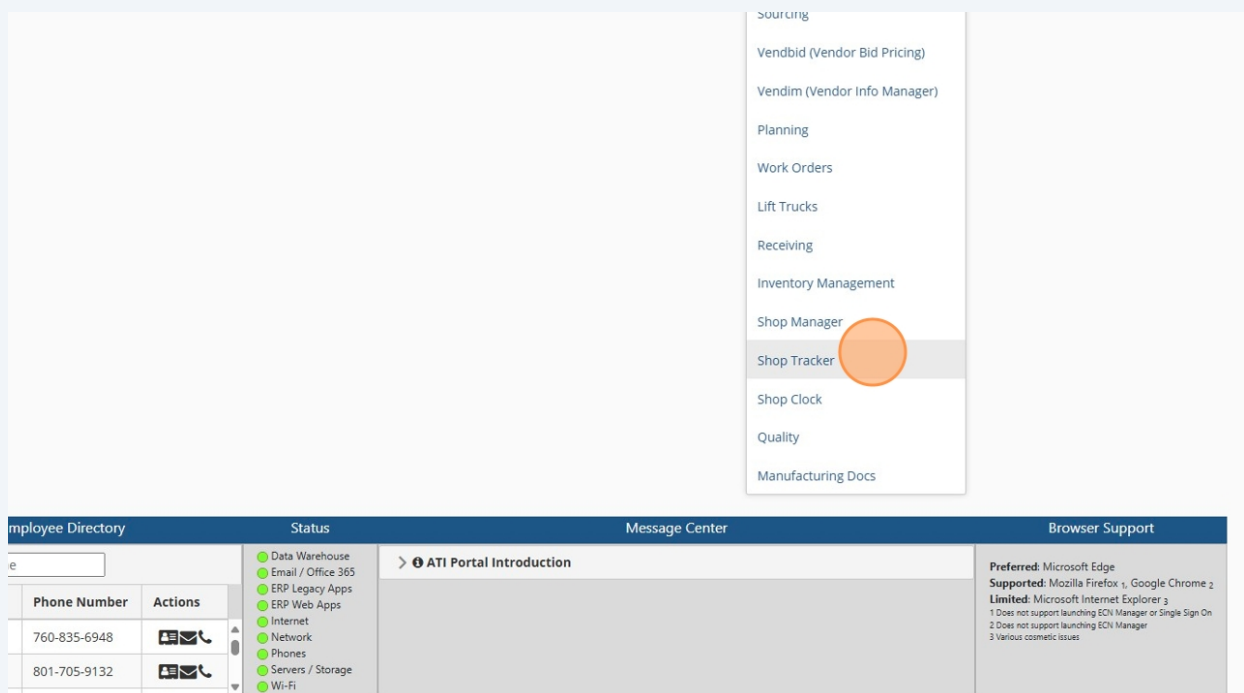 Sourcing
Vendbid (Vendor Bid Pricing)
Vendim (Vendor Info Manager)
Planning
Work Orders
Lift Trucks
Receiving
Inventory Management
Shop Manager
Shop Tracker
Shop Clock
Quality
Manufacturing Docs
mployee Directory
e
Phone Number Actions
760-835-6948
801-705-9132
Status
Data Warehouse
Email / Office 365
ERP Legacy Apps
ERP Web Apps
Internet
Network
Phones
Servers / Storage
Wi-Fi
Message Center
ATI Portal Introduction
Browser Support
Preferred: Microsoft Edge
Supported: Mozilla Firefox 1, Google Chrome 2
Limited: Microsoft Internet Explorer 3
1 Does not support launching ECN Manager or Single Sign On
2 Does not support launching ECN Manager
3 Various cosmetic issues